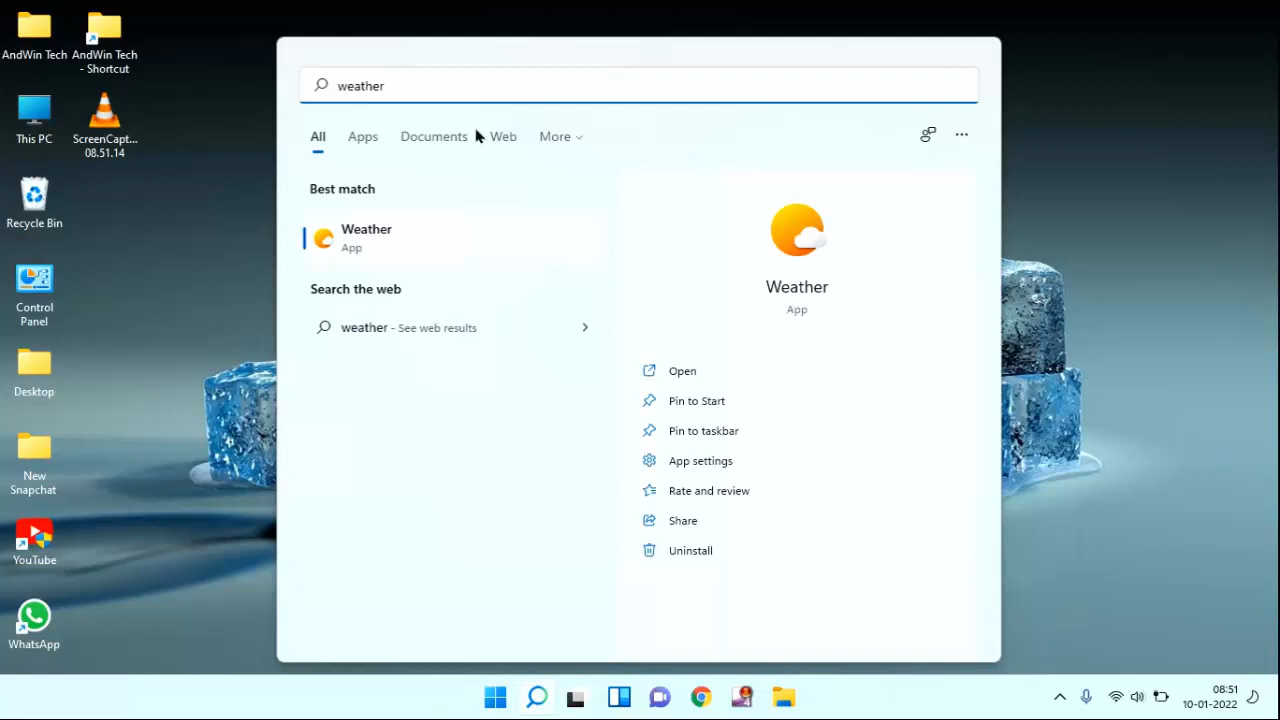 AndWin Tech
AndWin Tech
- Shortcut
This PC
ScreenCapt...
08.51.14
Recycle Bin
Control
Panel
Desktop
New
Snapchat
YouTube
WhatsApp
weather
All
Apps
Documents
Web
More
Best match
Weather
App
Search the web
weather - See web results
Weather
App
Open
Pin to Start
Pin to taskbar
App settings
Rate and review
Share
Uninstall
08:51
10-01-2022